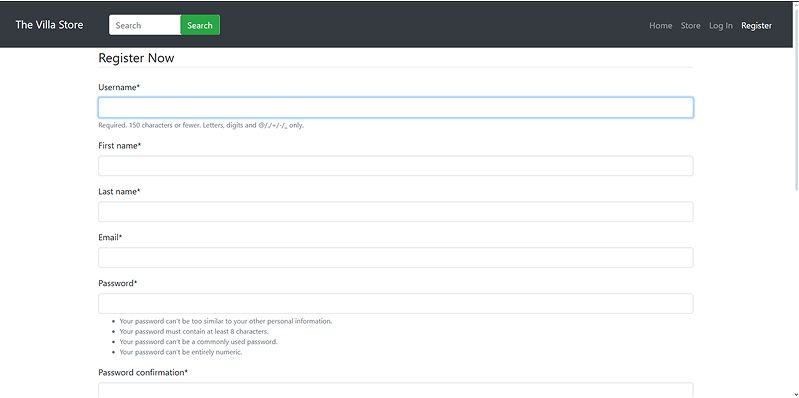 The Villa Store Search Search Home Store Log In Register
Register Now
Username*
Required. 150 characters or fewer. Letters, digits and @/./+/-/_ only.
First name*
Last name*
Email*
Password*
Your password can't be too similar to your other personal information.
Your password must contain at least 8 characters.
Your password can't be a commonly used password.
Your password can't be entirely numeric.
Password confirmation*